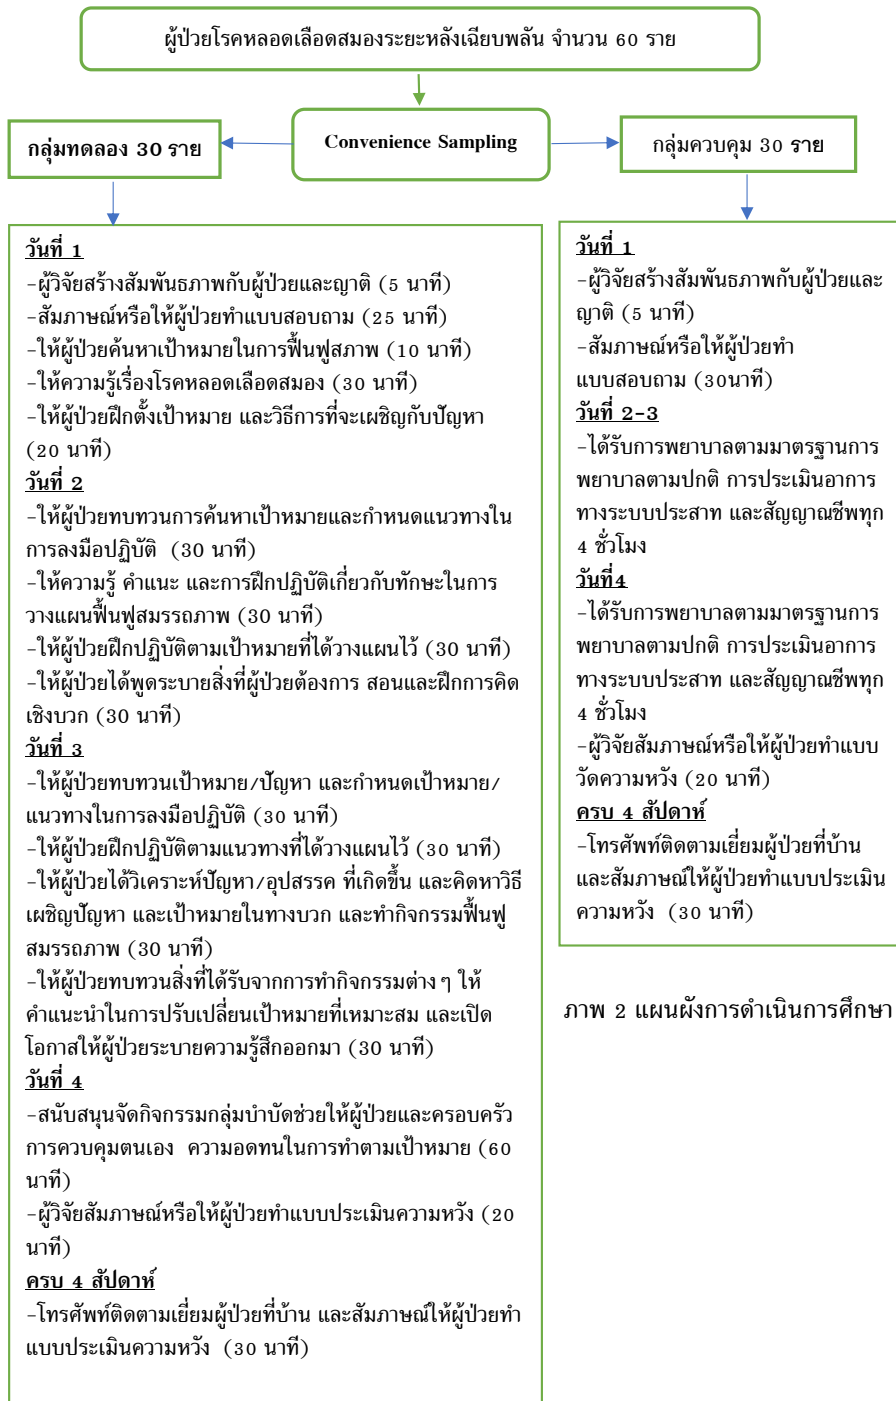 ผู้ป่วยโรคหลอดเลือดสมองระยะหลังเฉียบพลัน จำนวน 60 ราย
กลุ่มทดลอง 30 ราย
Convenience Sampling
กลุ่มควบคุม 30 ราย
วันที่ 1
-ผู้วิจัยสร้างสัมพันธภาพกับผู้ป่วยและญาติ (5 นาที)
-สัมภาษณ์หรือให้ผู้ป่วยทำแบบสอบถาม (25 นาที)
-ให้ผู้ป่วยค้นหาเป้าหมายในการฟื้นฟูสภาพ (10 นาที)
-ให้ความรู้เรื่องโรคหลอดเลือดสมอง (30 นาที)
-ให้ผู้ป่วยฝึกตั้งเป้าหมาย และวิธีการที่จะเผชิญกับปัญหา
(20 นาที)
วันที่ 2
-ให้ผู้ป่วยทบทวนการค้นหาเป้าหมายและกำหนดแนวทางใน
การลงมือปฏิบัติ (30 นาที)
-ให้ความรู้ คำแนะ และการฝึกปฏิบัติเกี่ยวกับทักษะในการ
วางแผนฟื้นฟูสมรรถภาพ (30 นาที)
-ให้ผู้ป่วยฝึกปฏิบัติตามเป้าหมายที่ได้วางแผนไว้ (30 นาที)
-ให้ผู้ป่วยได้พูดระบายสิ่งที่ผู้ป่วยต้องการ สอนและฝึกการคิด
เชิงบวก (30 นาที)
วันที่ 3
-ให้ผู้ป่วยทบทวนเป้าหมาย/ปัญหา และกำหนดเป้าหมาย/
แนวทางในการลงมือปฏิบัติ (30 นาที)
-ให้ผู้ป่วยฝึกปฏิบัติตามแนวทางที่ได้วางแผนไว้ (30 นาที)
-ให้ผู้ป่วยได้วิเคราะห์ปัญหา/อุปสรรค ที่เกิดขึ้น และคิดหาวิธี
เผชิญปัญหา และเป้าหมายในทางบวก และทำกิจกรรมฟื้นฟู
สมรรถภาพ (30 นาที)
-ให้ผู้ป่วยทบทวนสิ่งที่ได้รับจากการทำกิจกรรมต่าง ๆ ให้
คำแนะนำในการปรับเปลี่ยนเป้าหมายที่เหมาะสม และเปิด
โอกาสให้ผู้ป่วยระบายความรู้สึกออกมา (30 นาที)
วันที่ 4
-สนับสนุนจัดกิจกรรมกลุ่มบำบัดช่วยให้ผู้ป่วยและครอบครัว
การควบคุมตนเอง ความอดทนในการทำตามเป้าหมาย (60
นาที)
-ผู้วิจัยสัมภาษณ์หรือให้ผู้ป่วยทำแบบประเมินความหวัง (20
นาที)
ครบ 4 สัปดาห์
-โทรศัพท์ติดตามเยี่ยมผู้ป่วยที่บ้าน และสัมภาษณ์ให้ผู้ป่วยทำ
แบบประเมินความหวัง (30 นาที)
วันที่ 1
-ผู้วิจัยสร้างสัมพันธภาพกับผู้ป่วยและ
ญาติ (5 นาที)
-สัมภาษณ์หรือให้ผู้ป่วยทำ
แบบสอบถาม (30นาที)
วันที่ 2-3
-ได้รับการพยาบาลตามมาตรฐานการ
พยาบาลตามปกติ การประเมินอาการ
ทางระบบประสาท และสัญญาณชีพทุก
4 ชั่วโมง
วันที่4
-ได้รับการพยาบาลตามมาตรฐานการ
พยาบาลตามปกติ การประเมินอาการ
ทางระบบประสาท และสัญญาณชีพทุก
4 ชั่วโมง
-ผู้วิจัยสัมภาษณ์หรือให้ผู้ป่วยทำแบบ
วัดความหวัง (20 นาที)
ครบ 4 สัปดาห์
-โทรศัพท์ติดตามเยี่ยมผู้ป่วยที่บ้าน
และสัมภาษณ์ให้ผู้ป่วยทำแบบประเมิน
ความหวัง (30 นาที)
ภาพ 2 แผนผังการดำเนินการศึกษา